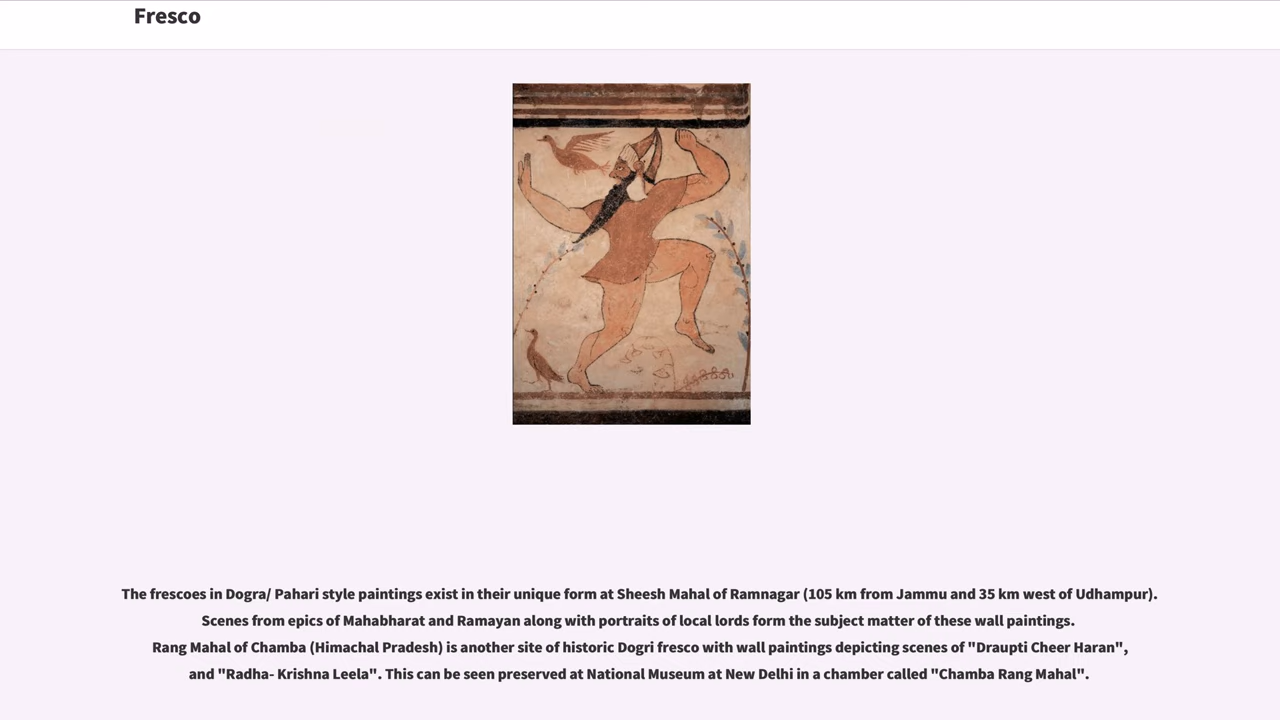 Fresco
The frescoes in Dogra/ Pahari style paintings exist in their unique form at Sheesh Mahal of Ramnagar (105 km from Jammu and 35 km west of Udhampur).
Scenes from epics of Mahabharat and Ramayan along with portraits of local lords form the subject matter of these wall paintings.
Rang Mahal of Chamba (Himachal Pradesh) is another site of historic Dogri fresco with wall paintings depicting scenes of "Draupti Cheer Haran",
and "Radha- Krishna Leela". This can be seen preserved at National Museum at New Delhi in a chamber called "Chamba Rang Mahal".